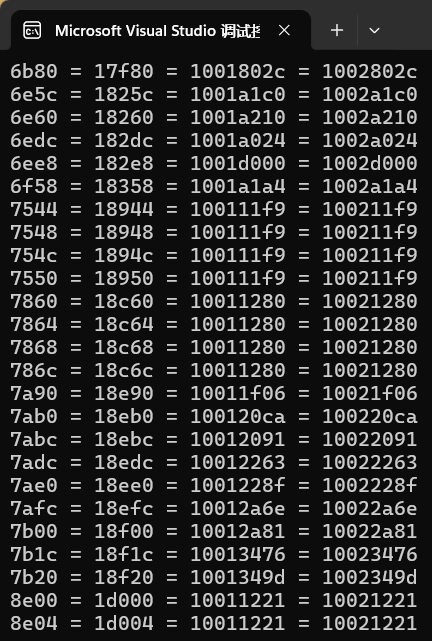 Microsoft Visual Studio 调试
6b80 = 17f80 = 1001802c = 1002802c
6e5c = 1825c = 1001a1c0 = 1002a1c0
6e60 = 18260 = 1001a210 = 1002a210
6edc = 182dc = 1001a024 = 1002a024
6ee8 = 182e8 = 1001d000 = 1002d000
6f58 = 18358 = 1001a1a4 = 1002a1a4
7544 = 18944 = 100111f9 = 100211f9
7548 = 18948 = 100111f9 = 100211f9
754c = 1894c = 100111f9 = 100211f9
7550 = 18950 = 100111f9 = 100211f9
7860 = 18c60 = 10011280 = 10021280
7864 = 18c64 = 10011280 = 10021280
7868 = 18c68 = 10011280 = 10021280
786c = 18c6c = 10011280 = 10021280
7a90 = 18e90 = 10011f06 = 10021f06
7ab0 = 18eb0 = 100120ca = 100220ca
7abc = 18ebc = 10012091 = 10022091
7adc = 18edc = 10012263 = 10022263
7ae0 = 18ee0 = 1001228f = 1002228f
7afc = 18efc = 10012a6e = 10022a6e
7b00 = 18f00 = 10012a81 = 10022a81
7b1c = 18f1c = 10013476 = 10023476
7b20 = 18f20 = 1001349d = 1002349d
8e00 = 1d000 = 10011221 = 10021221
8e04 = 1d004 = 10011221 = 10021221